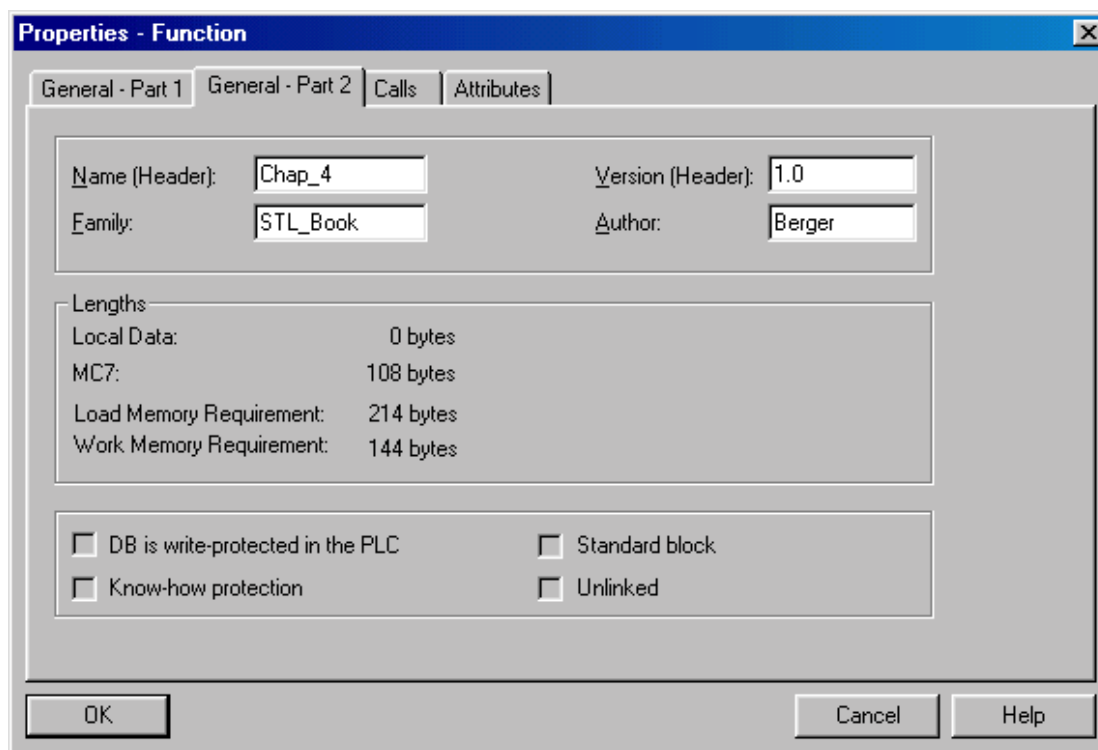 Properties - Function
General - Part 1 General - Part 2 Calls Attributes
Name (Header): Chap_4 Version (Header): 1.0
Family: STL_Book Author: Berger
Lengths
Local Data: 0 bytes
MC7: 108 bytes
Load Memory Requirement: 214 bytes
Work Memory Requirement: 144 bytes
DB is write-protected in the PLC Standard block
Know-how protection Unlinked
OK Cancel Help